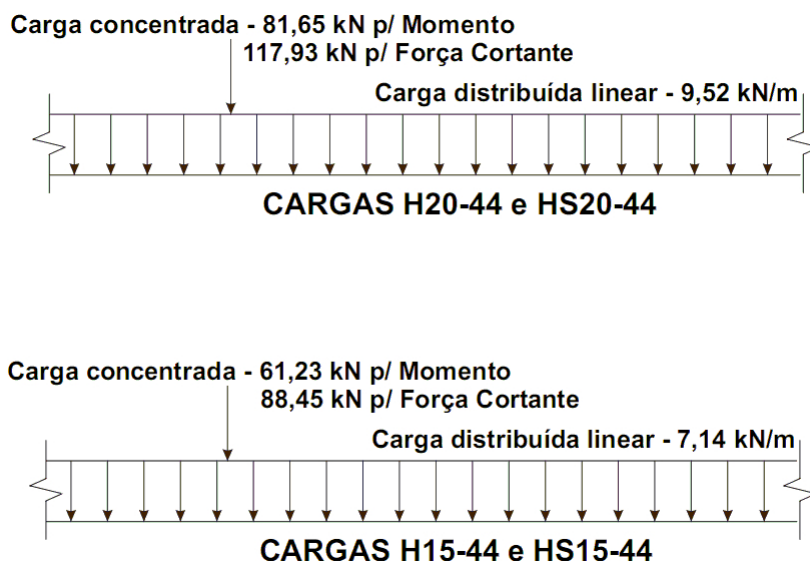 Carga concentrada - 81,65 kN p/ Momento
117,93 kN p/ Força Cortante
Carga distribuída linear - 9,52 kN/m
CARGAS H20-44 e HS20-44
Carga concentrada - 61,23 kN p/ Momento
88,45 kN p/ Força Cortante
Carga distribuída linear - 7,14 kN/m
CARGAS H15-44 e HS15-44